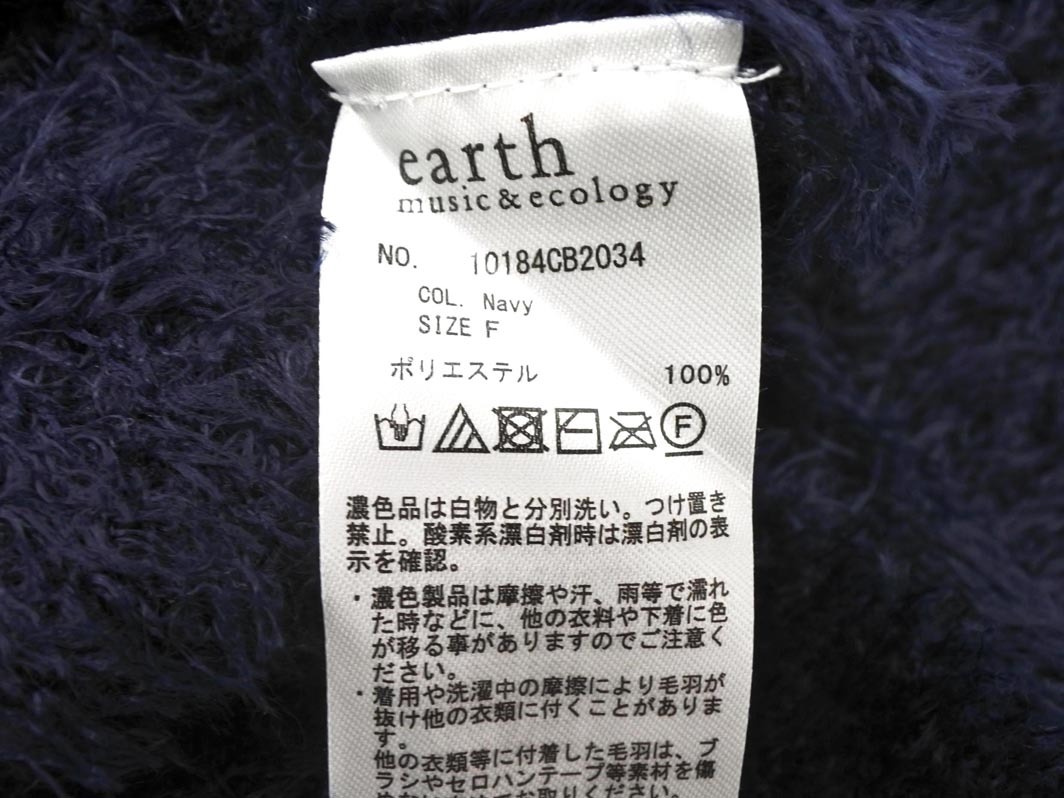 earth
music&ecology
NO. 10184CB2034
COL. Navy
SIZE F
ポリエステル 100%
F
濃色品は白物と分別洗い。つけ置き
禁止。酸素系漂白剤時は漂白剤の表
示を確認。
・濃色製品は摩擦や汗、雨等で濡れ
た時などに、他の衣料や下着に色
が移る事がありますのでご注意く
ださい。
・着用や洗濯中の摩擦により毛羽が
抜け他の衣類に付くことがありま
す。
他の衣類等に付着した毛羽は、ブ
ラシやセロハンテープ等素材を傷
お取りください。